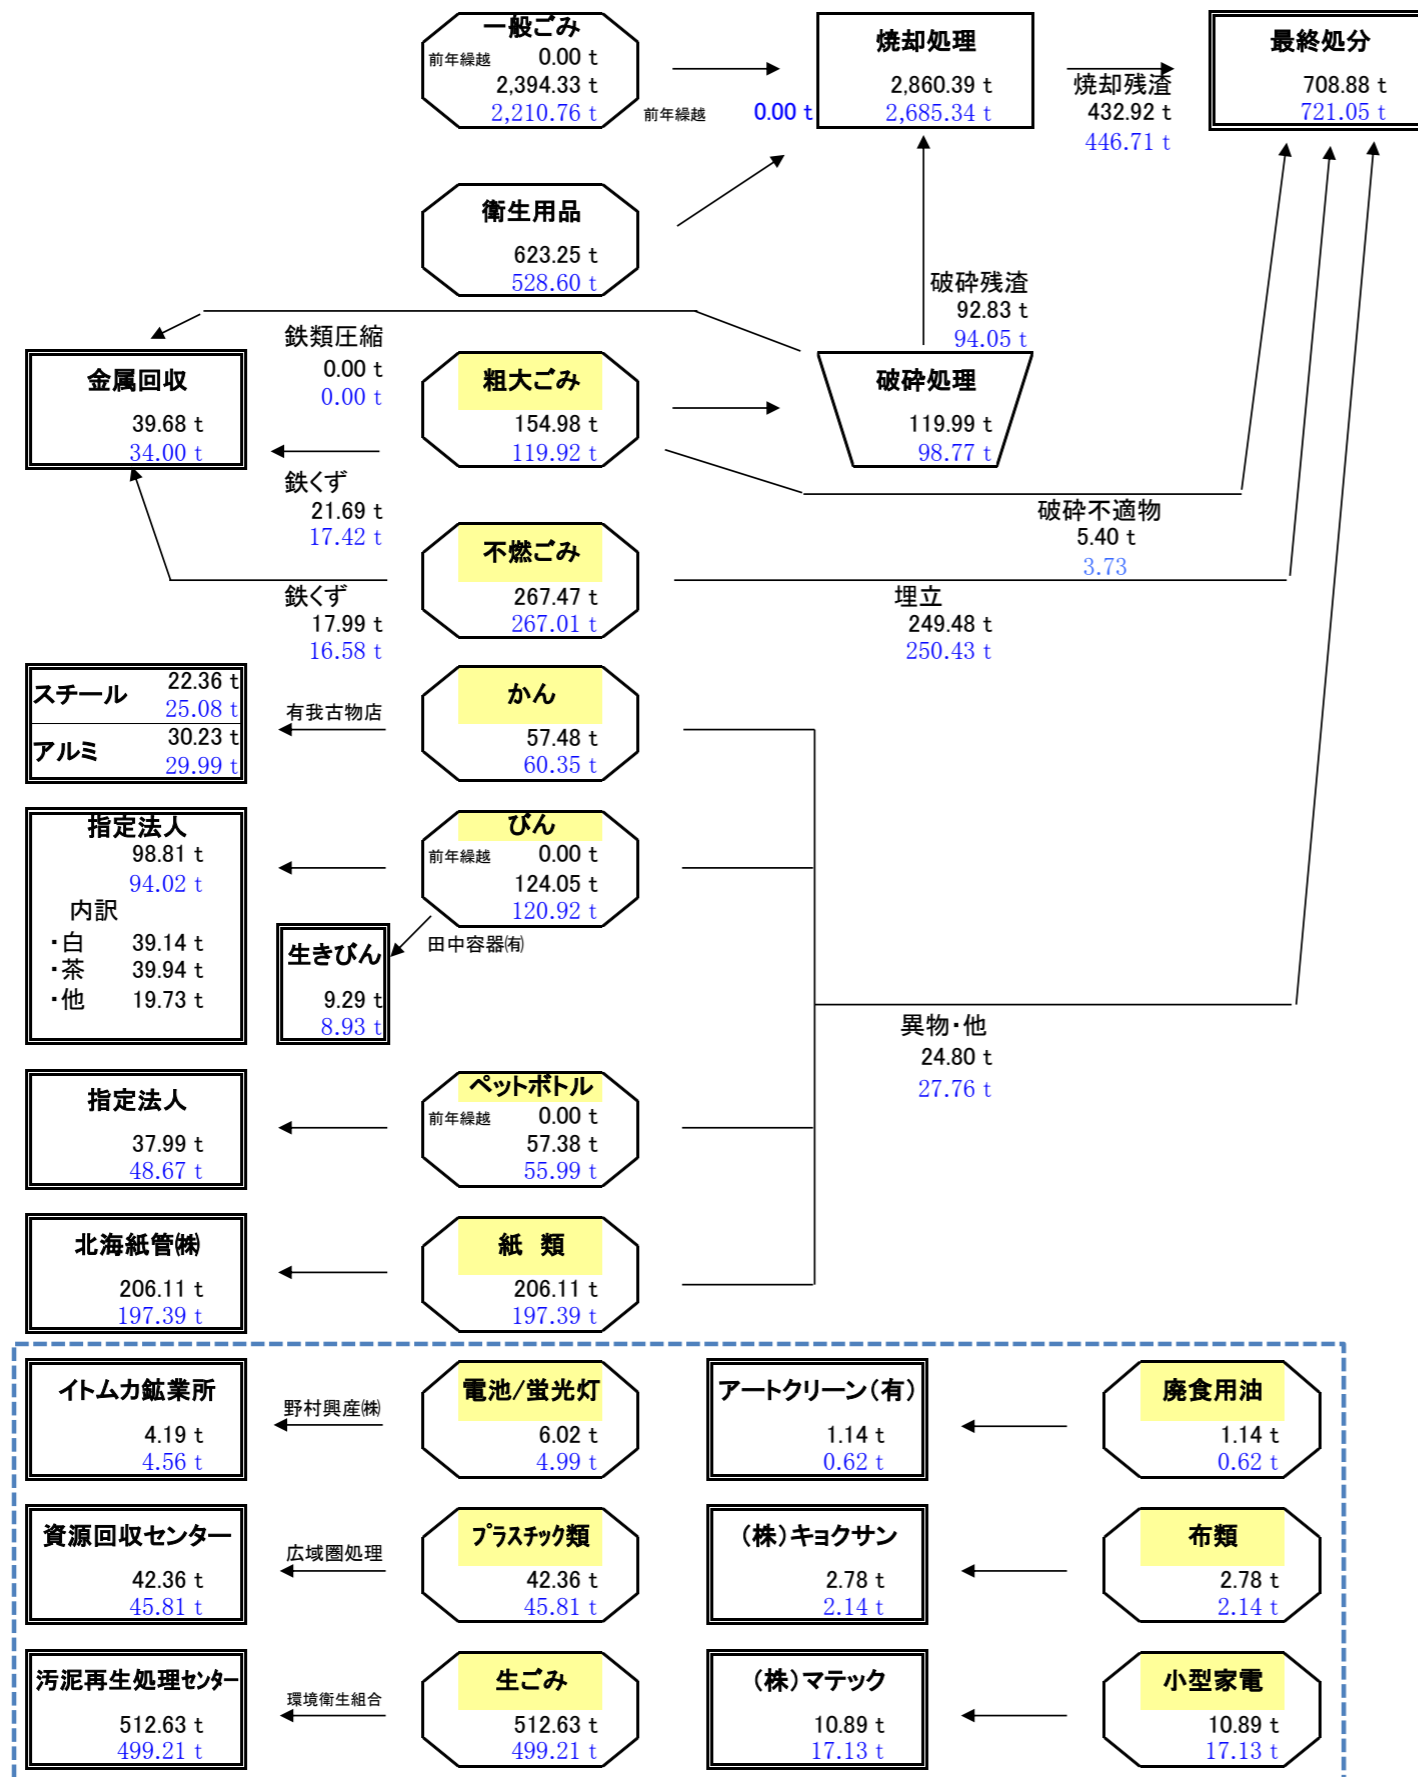 一般ごみ
前年繰越 0.00 t
2,394.33 t
2,210.76 t
前年繰越 0.00 t
焼却処理
2,860.39 t
2,685.34 t
焼却残渣
432.92 t
446.71 t
最終処分
708.88 t
721.05 t
衛生用品
623.25 t
528.60 t
破砕残渣
92.83 t
94.05 t
鉄類圧縮
0.00 t
0.00 t
金属回収
39.68 t
34.00 t
粗大ごみ
154.98 t
119.92 t
破砕処理
119.99 t
98.77 t
鉄くず
21.69 t
17.42 t
破砕不適物
5.40 t
3.73
不燃ごみ
267.47 t
267.01 t
鉄くず
17.99 t
16.58 t
埋立
249.48 t
250.43 t
スチール 22.36 t
25.08 t
アルミ 30.23 t
29.99 t
有我古物店
かん
57.48 t
60.35 t
指定法人
98.81 t
94.02 t
内訳
・白 39.14 t
・茶 39.94 t
・他 19.73 t
びん
前年繰越 0.00 t
124.05 t
120.92 t
田中容器㈲
生きびん
9.29 t
8.93 t
異物・他
24.80 t
27.76 t
指定法人
37.99 t
48.67 t
ペットボトル
前年繰越 0.00 t
57.38 t
55.99 t
北海紙管㈱
206.11 t
197.39 t
紙 類
206.11 t
197.39 t
イトムカ鉱業所
4.19 t
4.56 t
野村興産㈱
電池/蛍光灯
6.02 t
4.99 t
アートクリーン（有）
1.14 t
0.62 t
廃食用油
1.14 t
0.62 t
資源回収センター
42.36 t
45.81 t
広域圏処理
プラスチック類
42.36 t
45.81 t
（株）キョクサン
2.78 t
2.14 t
布類
2.78 t
2.14 t
汚泥再生処理センター
512.63 t
499.21 t
環境衛生組合
生ごみ
512.63 t
499.21 t
（株）マテック
10.89 t
17.13 t
小型家電
10.89 t
17.13 t